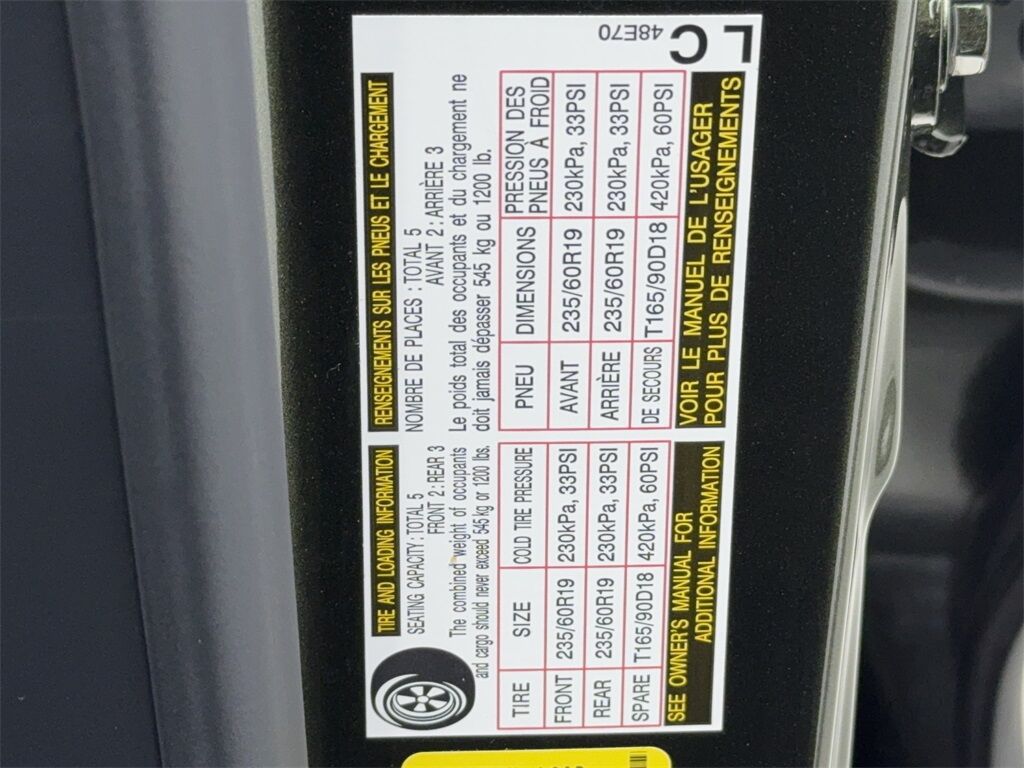 TIRE AND LOADING INFORMATION
SEATING CAPACITY : TOTAL 5
FRONT 2 : REAR 3
The combined weight of occupants
and cargo should never exceed 545 kg or 1200 lbs.
TIRE SIZE COLD TIRE PRESSURE
FRONT 235/60R19 230kPa, 33PSI
REAR 235/60R19 230kPa, 33PSI
SPARE T165/90D18 420kPa, 60PSI
SEE OWNER'S MANUAL FOR
ADDITIONAL INFORMATION
RENSEIGNEMENTS SUR LES PNEUS ET LE CHARGEMENT
NOMBRE DE PLACES : TOTAL 5
AVANT 2 : ARRIÈRE 3
Le poids total des occupants et du chargement ne
doit jamais dépasser 545 kg ou 1200 lb.
PNEU DIMENSIONS PRESSION DES
PNEUS À FROID
AVANT 235/60R19 230kPa, 33PSI
ARRIÈRE 235/60R19 230kPa, 33PSI
DE SECOURS T165/90D18 420kPa, 60PSI
VOIR LE MANUEL DE L'USAGER
POUR PLUS DE RENSEIGNEMENTS
LC
48E70